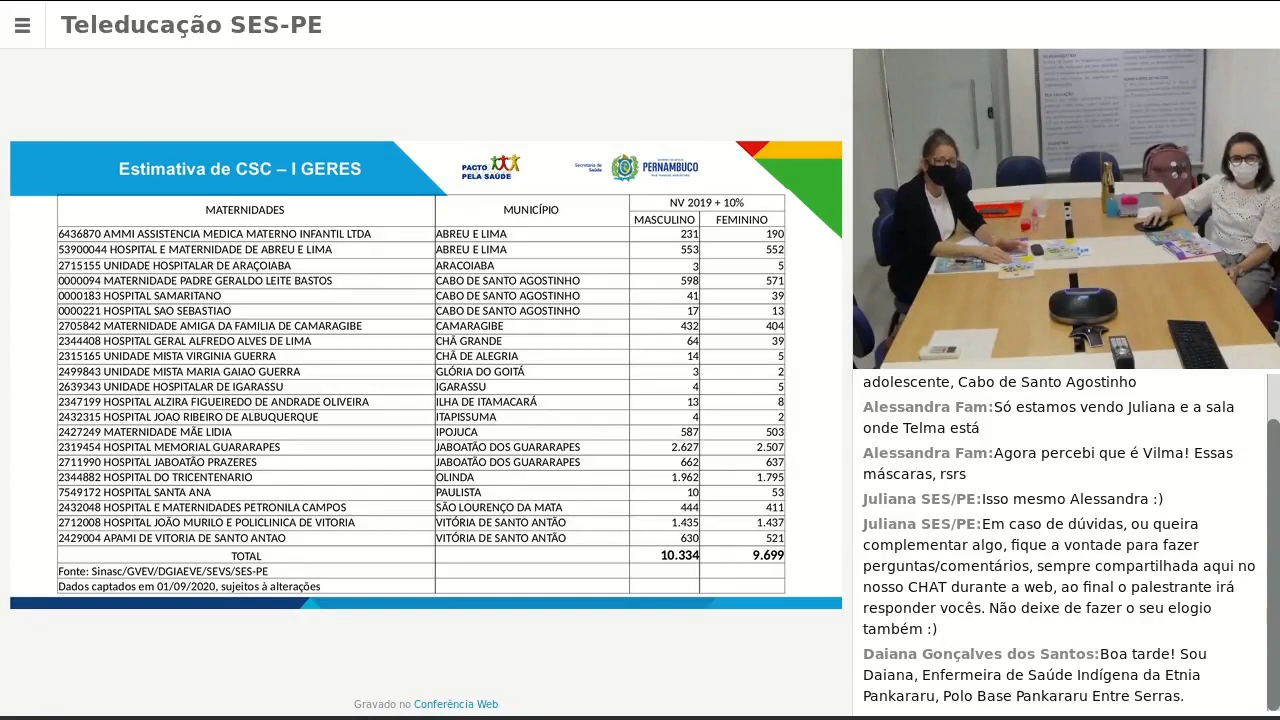 Teleducação SES-PE
Estimativa de CSC – I GERES
PACTO
PELA SAÚDE
Secretaria de
Saúde
PERNAMBUCO
MATERNIDADES MUNICÍPIO NV 2019 + 10%
MASCULINO FEMININO
6436870 AMMI ASSISTENCIA MEDICA MATERNO INFANTIL LTDA ABREU E LIMA 231 190
53900044 HOSPITAL E MATERNIDADE DE ABREU E LIMA ABREU E LIMA 553 552
2715155 UNIDADE HOSPITALAR DE ARAÇOIABA ARACOIABA 3 5
0000094 MATERNIDADE PADRE GERALDO LEITE BASTOS CABO DE SANTO AGOSTINHO 598 571
0000183 HOSPITAL SAMARITANO CABO DE SANTO AGOSTINHO 41 39
0000221 HOSPITAL SAO SEBASTIAO CABO DE SANTO AGOSTINHO 17 13
2705842 MATERNIDADE AMIGA DA FAMILIA DE CAMARAGIBE CAMARAGIBE 432 404
2344408 HOSPITAL GERAL ALFREDO ALVES DE LIMA CHÃ GRANDE 64 39
2315165 UNIDADE MISTA VIRGINIA GUERRA CHÃ DE ALEGRIA 14 5
2499843 UNIDADE MISTA MARIA GAIAO GUERRA GLÓRIA DO GOITÁ 3 2
2639343 UNIDADE HOSPITALAR DE IGARASSU IGARASSU 4 5
2347199 HOSPITAL ALZIRA FIGUEIREDO DE ANDRADE OLIVEIRA ILHA DE ITAMACARÁ 13 8
2432315 HOSPITAL JOAO RIBEIRO DE ALBUQUERQUE ITAPISSUMA 4 2
2427249 MATERNIDADE MÃE LIDIA IPOJUCA 587 503
2319454 HOSPITAL MEMORIAL GUARARAPES JABOATÃO DOS GUARARAPES 2.627 2.507
2711990 HOSPITAL JABOATÃO PRAZERES JABOATÃO DOS GUARARAPES 662 637
2344882 HOSPITAL DO TRICENTENARIO OLINDA 1.962 1.795
7549172 HOSPITAL SANTA ANA PAULISTA 10 53
2432048 HOSPITAL E MATERNIDADES PETRONILA CAMPOS SÃO LOURENÇO DA MATA 444 411
2712008 HOSPITAL JOÃO MURILO E POLICLINICA DE VITORIA VITÓRIA DE SANTO ANTÃO 1.435 1.437
2429004 APAMI DE VITORIA DE SANTO ANTAO VITÓRIA DE SANTO ANTÃO 630 521
TOTAL 10.334 9.699
Fonte: Sinasc/GVEV/DGIAEVE/SEVS/SES-PE
Dados captados em 01/09/2020, sujeitos à alterações
Gravado no Conferência Web
adolescente, Cabo de Santo Agostinho
Alessandra Fam:Só estamos vendo Juliana e a sala
onde Telma está
Alessandra Fam:Agora percebi que é Vilma! Essas
máscaras, rsrs
Juliana SES/PE:Isso mesmo Alessandra :)
Juliana SES/PE:Em caso de dúvidas, ou queira
complementar algo, fique a vontade para fazer
perguntas/comentários, sempre compartilhada aqui no
nosso CHAT durante a web, ao final o palestrante irá
responder vocês. Não deixe de fazer o seu elogio
também :)
Daiana Gonçalves dos Santos:Boa tarde! Sou
Daiana, Enfermeira de Saúde Indígena da Etnia
Pankararu, Polo Base Pankararu Entre Serras.